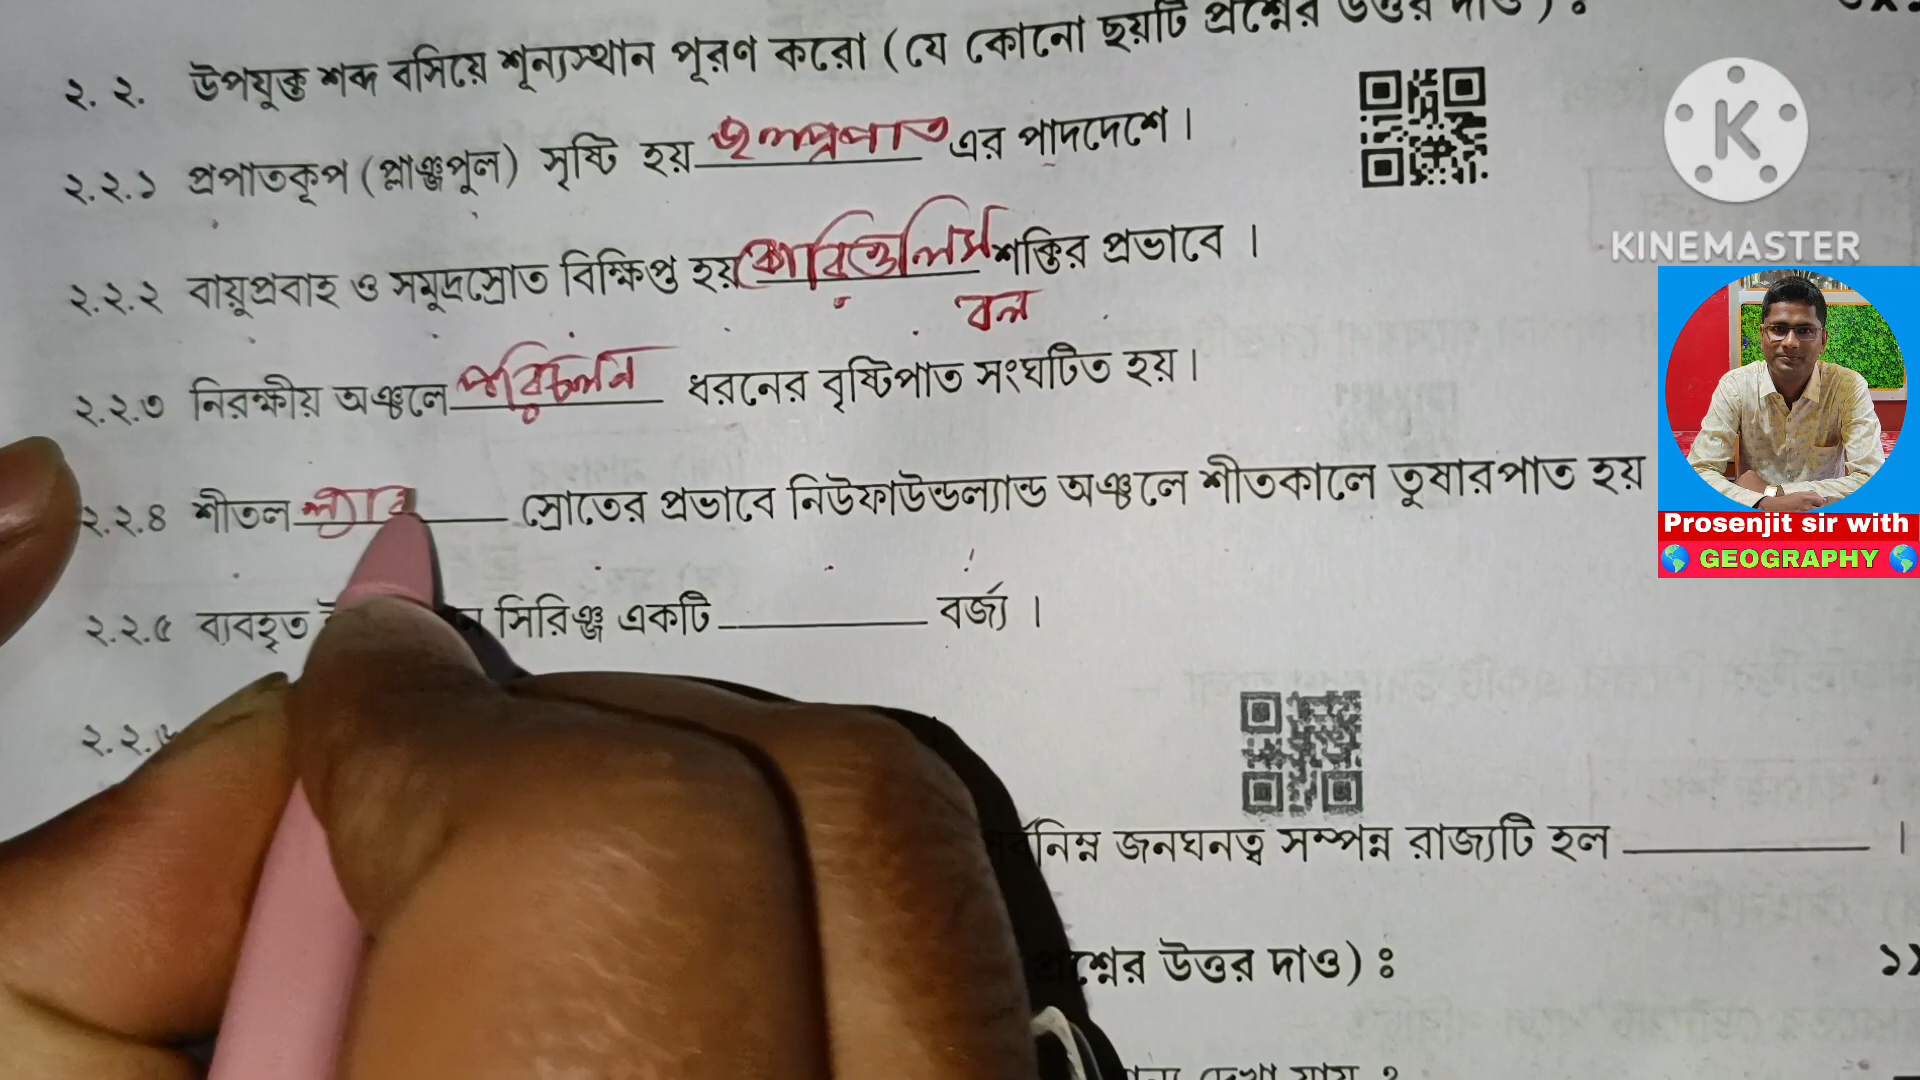 ২. ২. উপযুক্ত শব্দ বসিয়ে শূন্যস্থান পূরণ করো (যে কোনো ছয়টি প্রশ্নের উত্তর দাও) ঃ
২.২.১ প্রপাতকূপ (প্লাঞ্জপুল) সৃষ্টি হয় জলপ্রপাত এর পাদদেশে।
২.২.২ বায়ুপ্রবাহ ও সমুদ্রস্রোত বিক্ষিপ্ত হয় কোরিওলিস শক্তির প্রভাবে ।
বল
২.২.৩ নিরক্ষীয় অঞ্চলে পরিচলন ধরনের বৃষ্টিপাত সংঘটিত হয়।
২.২.৪ শীতল ল্যাব স্রোতের প্রভাবে নিউফাউন্ডল্যান্ড অঞ্চলে শীতকালে তুষারপাত হয়
২.২.৫ ব্যবহৃত সিরিঞ্জ একটি __________ বর্জ্য ।
২.২.
নিম্ন জনঘনত্ব সম্পন্ন রাজ্যটি হল __________ ।
প্রশ্নের উত্তর দাও) ঃ
দেখা যায় ?
KINEMASTER
Prosenjit sir with
GEOGRAPHY